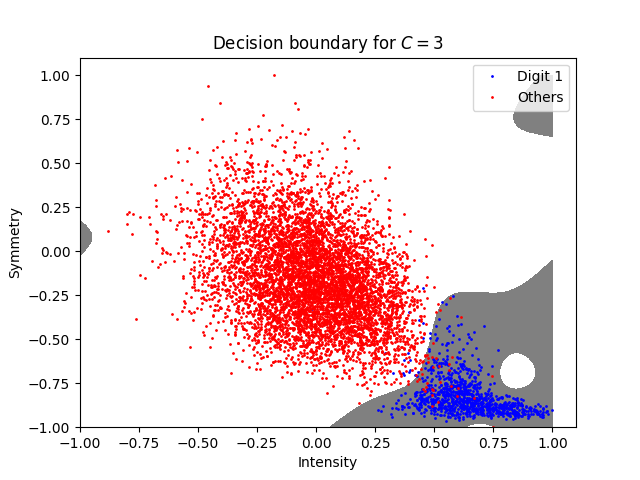 Decision boundary for C = 3
Digit 1
Others
1.00
0.75
0.50
0.25
0.00
−0.25
−0.50
−0.75
−1.00
Symmetry
−1.00 −0.75 −0.50 −0.25 0.00 0.25 0.50 0.75 1.00
Intensity